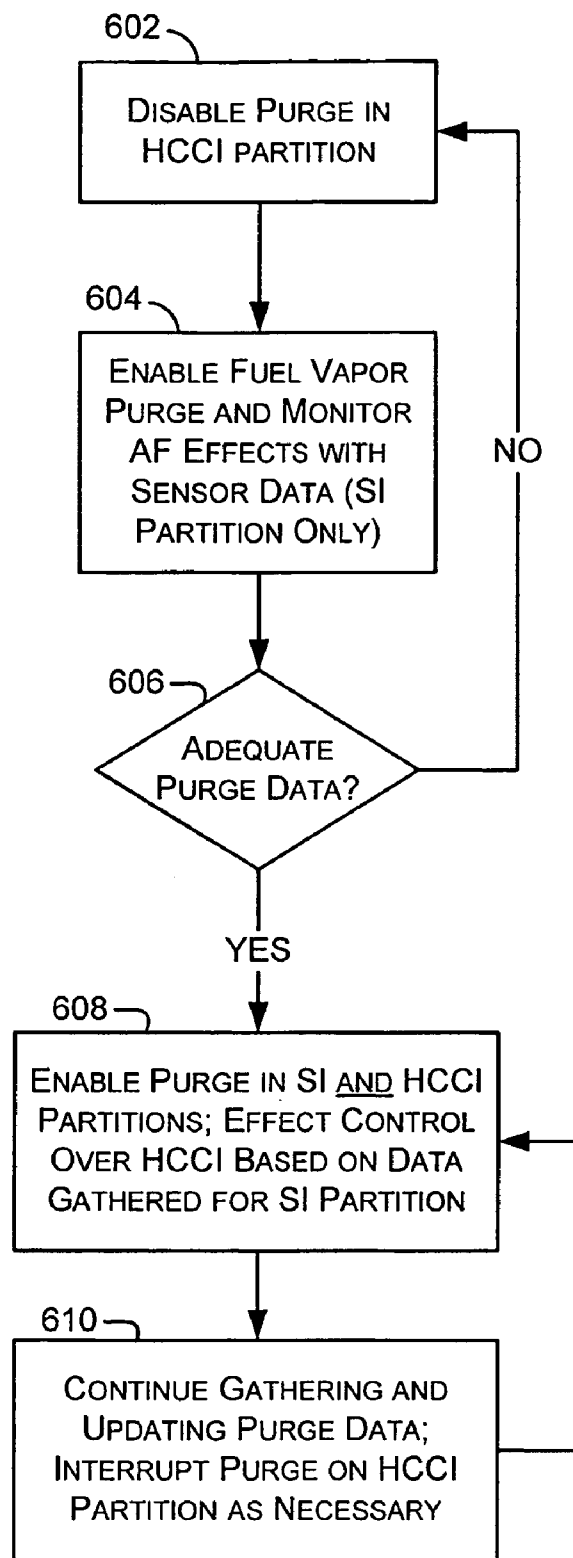 602
DISABLE PURGE IN
HCCI PARTITION
604
ENABLE FUEL VAPOR
PURGE AND MONITOR
AF EFFECTS WITH
SENSOR DATA (SI
PARTITION ONLY)
NO
606
ADEQUATE
PURGE DATA?
YES
608
ENABLE PURGE IN SI AND HCCI
PARTITIONS; EFFECT CONTROL
OVER HCCI BASED ON DATA
GATHERED FOR SI PARTITION
610
CONTINUE GATHERING AND
UPDATING PURGE DATA;
INTERRUPT PURGE ON HCCI
PARTITION AS NECESSARY